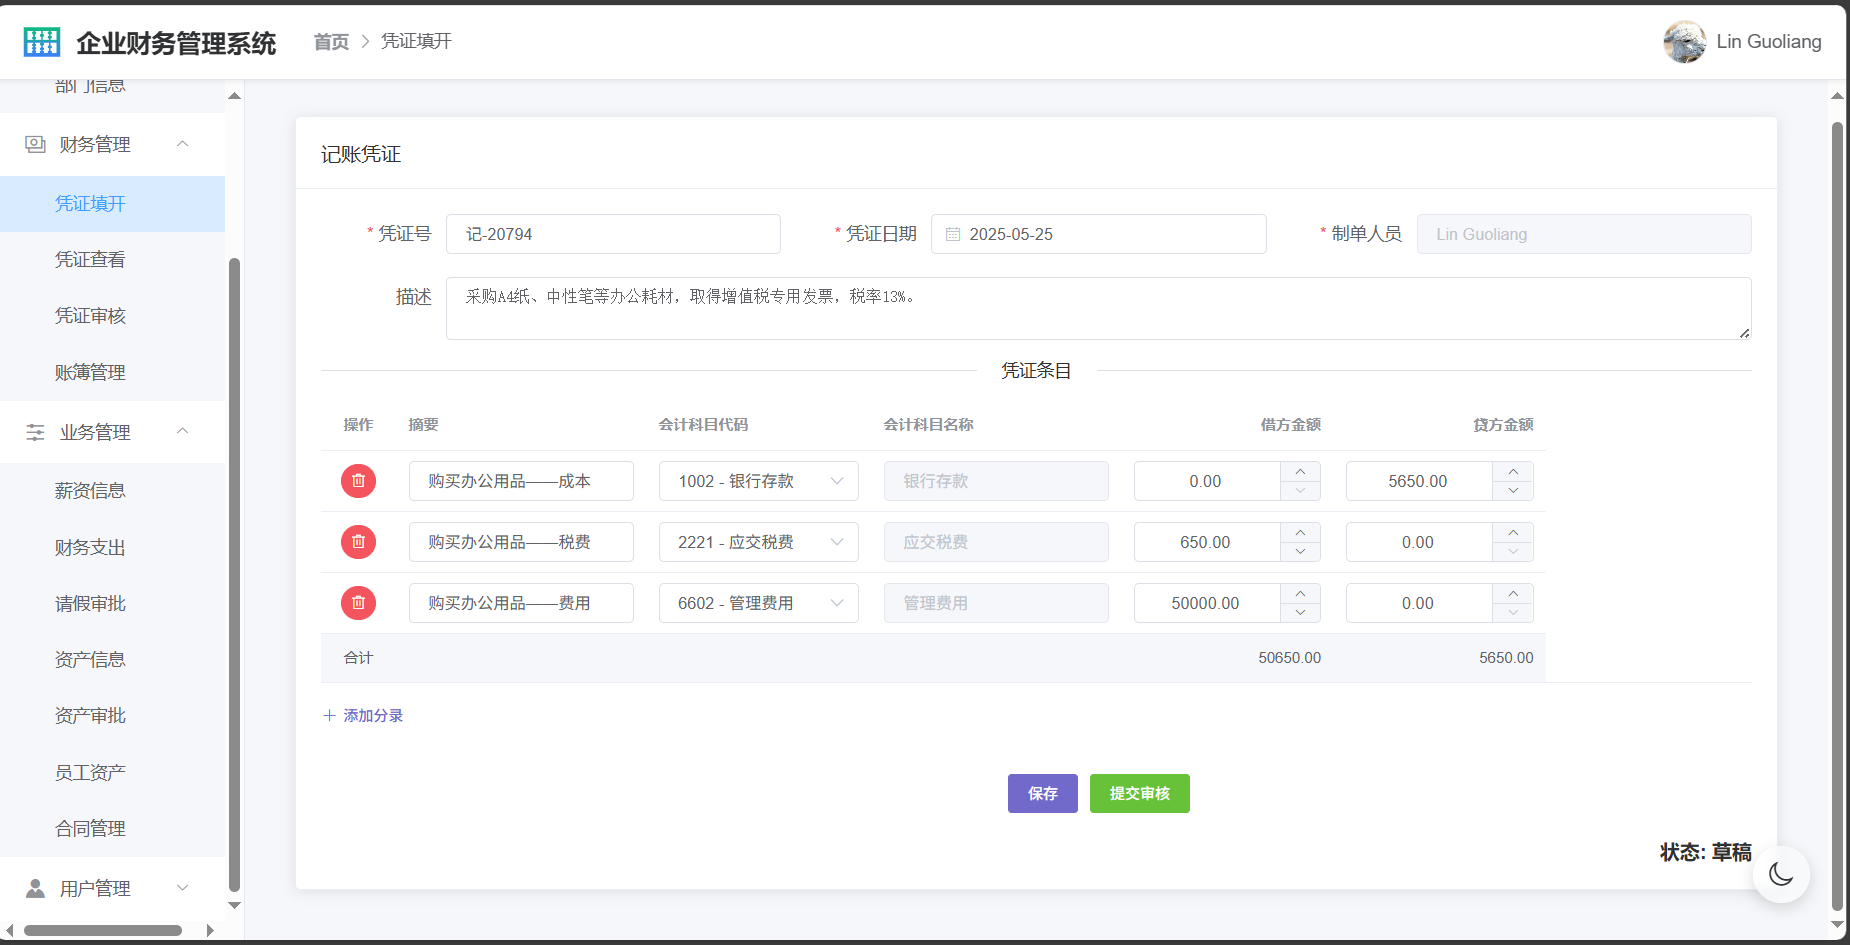 企业财务管理系统 首页 > 凭证填开 Lin Guoliang
部门信息
财务管理
凭证填开
凭证查看
凭证审核
账簿管理
业务管理
薪资信息
财务支出
请假审批
资产信息
资产审批
员工资产
合同管理
用户管理
记账凭证
* 凭证号 记-20794 * 凭证日期 2025-05-25 * 制单人员 Lin Guoliang
描述 采购A4纸、中性笔等办公耗材，取得增值税专用发票，税率13%。
凭证条目
操作 摘要 会计科目代码 会计科目名称 借方金额 贷方金额
购买办公用品——成本 1002 - 银行存款 银行存款 0.00 5650.00
购买办公用品——税费 2221 - 应交税费 应交税费 650.00 0.00
购买办公用品——费用 6602 - 管理费用 管理费用 50000.00 0.00
合计 50650.00 5650.00
+ 添加分录
保存 提交审核
状态: 草稿